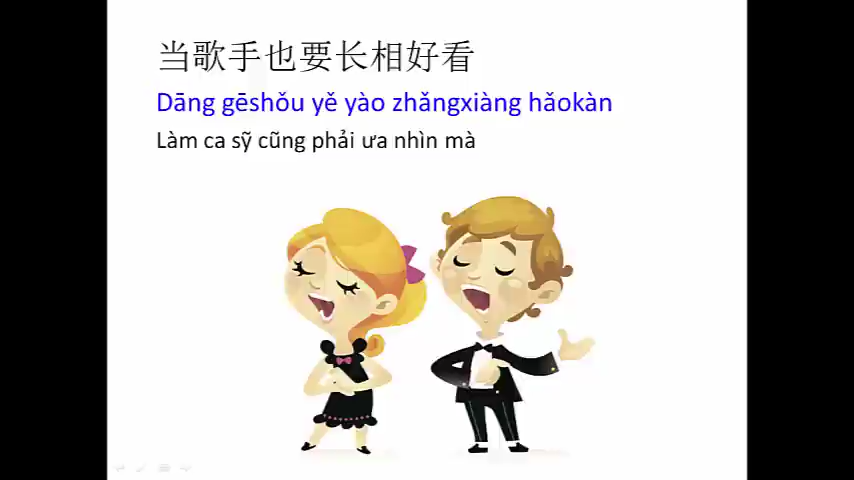 当歌手也要长相好看
Dāng gēshǒu yě yào zhǎngxiàng hǎokàn
Làm ca sỹ cũng phải ưa nhìn mà